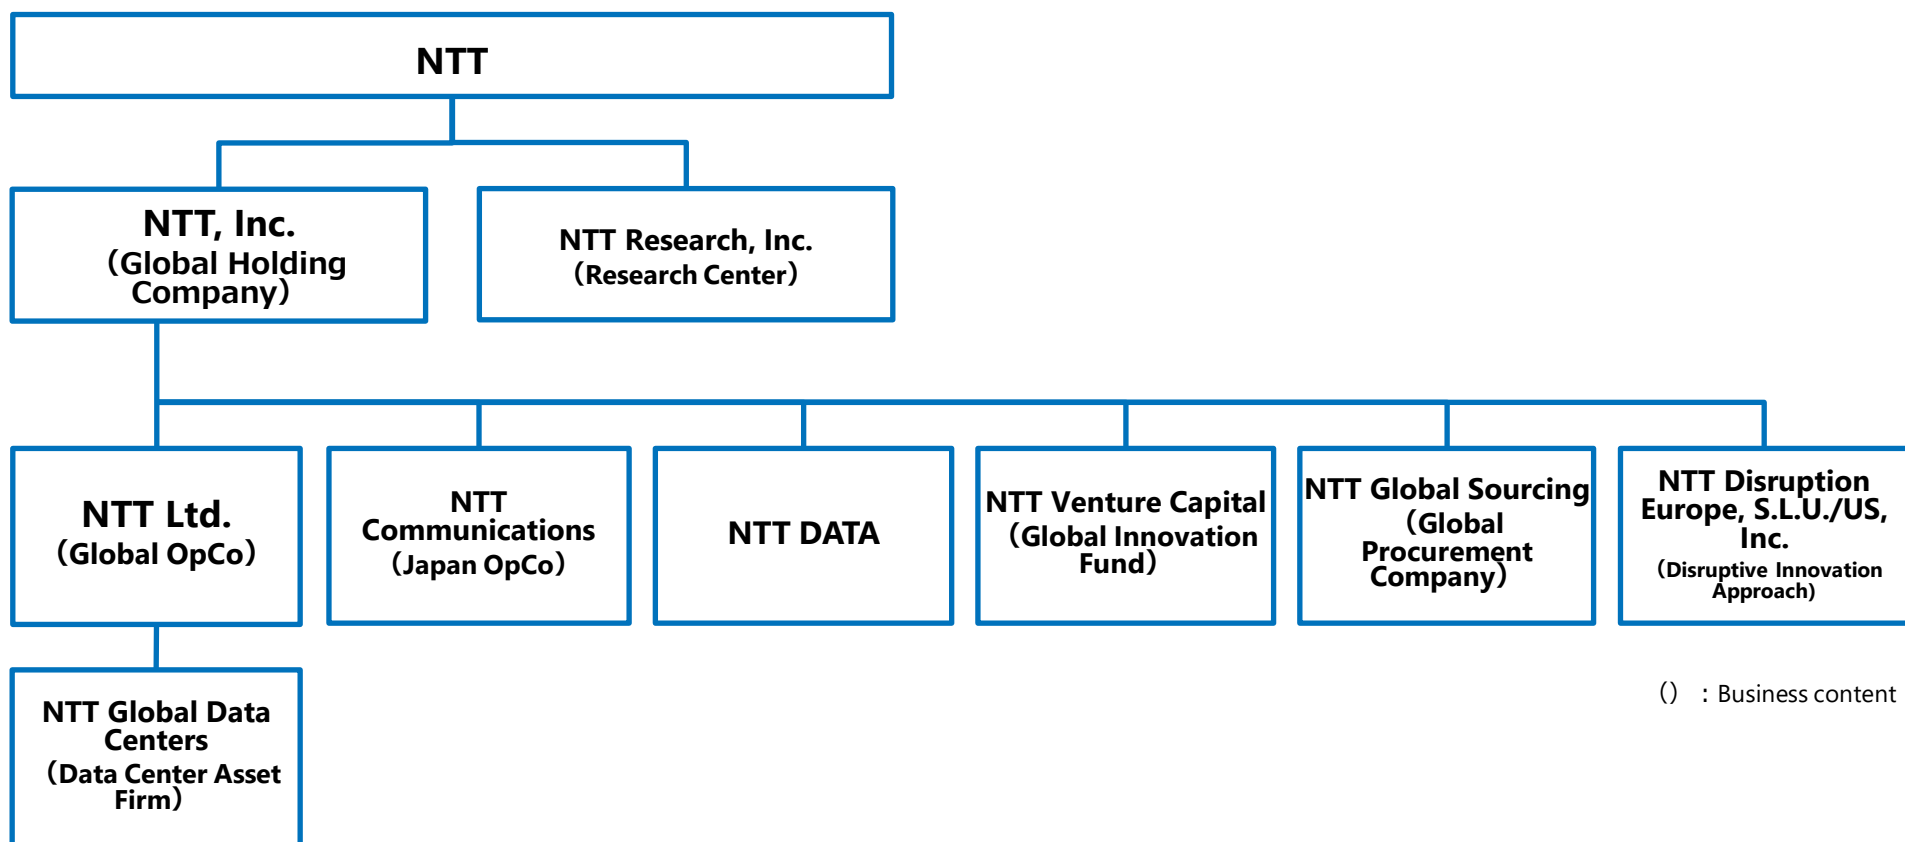 NTT
NTT, Inc.
（Global Holding
Company）
NTT Research, Inc.
（Research Center）
NTT Ltd.
（Global OpCo）
NTT
Communications
（Japan OpCo）
NTT DATA
NTT Venture Capital
（Global Innovation
Fund）
NTT Global Sourcing
（Global
Procurement
Company）
NTT Disruption
Europe, S.L.U./US,
Inc.
（Disruptive Innovation
Approach）
NTT Global Data
Centers
（Data Center Asset
Firm）
（） : Business content